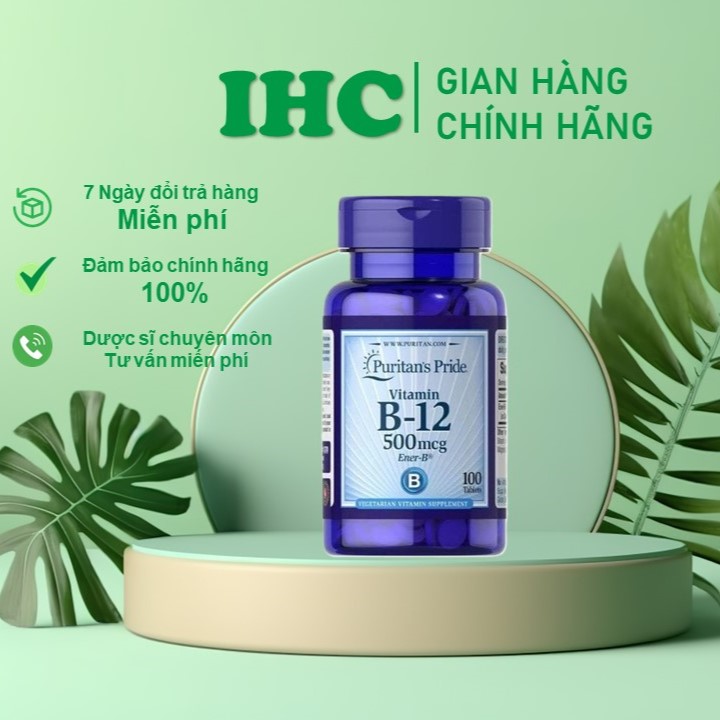 IHC
GIAN HÀNG
CHÍNH HÃNG
7 Ngày đổi trả hàng
Miễn phí
Đảm bảo chính hãng
100%
Dược sĩ chuyên môn
Tư vấn miến phí
WWW.PURITAN.COM
Puritan's Pride
Vitamin
B-12
500mcg
Ener-B®
B
100
Tablets
VEGETARIAN VITAMIN SUPPLEMENT